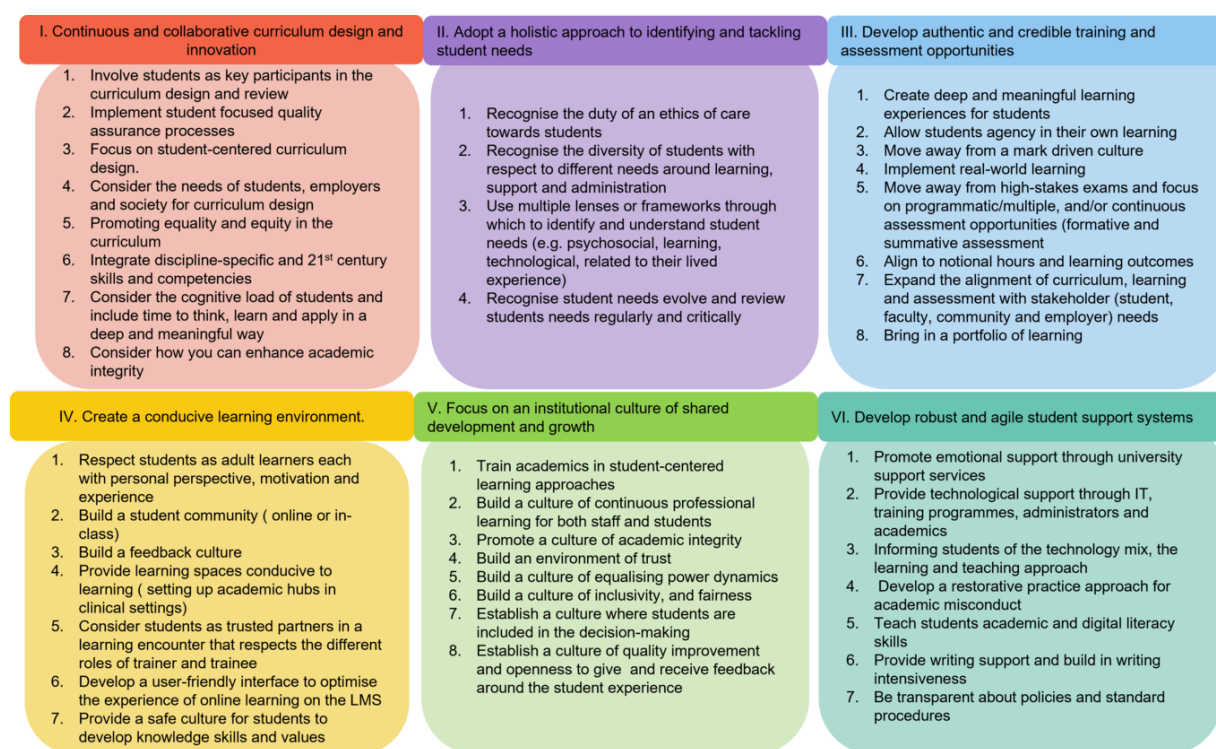 I. Continuous and collaborative curriculum design and
innovation
1. Involve students as key participants in the
curriculum design and review
2. Implement student focused quality
assurance processes
3. Focus on student-centered curriculum
design.
4. Consider the needs of students, employers
and society for curriculum design
5. Promoting equality and equity in the
curriculum
6. Integrate discipline-specific and 21st century
skills and competencies
7. Consider the cognitive load of students and
include time to think, learn and apply in a
deep and meaningful way
8. Consider how you can enhance academic
integrity
II. Adopt a holistic approach to identifying and tackling
student needs
1. Recognise the duty of an ethics of care
towards students
2. Recognise the diversity of students with
respect to different needs around learning,
support and administration
3. Use multiple lenses or frameworks through
which to identify and understand student
needs (e.g. psychosocial, learning,
technological, related to their lived
experience)
4. Recognise student needs evolve and review
students needs regularly and critically
III. Develop authentic and credible training and
assessment opportunities
1. Create deep and meaningful learning
experiences for students
2. Allow students agency in their own learning
3. Move away from a mark driven culture
4. Implement real-world learning
5. Move away from high-stakes exams and focus
on programmatic/multiple, and/or continuous
assessment opportunities (formative and
summative assessment
6. Align to notional hours and learning outcomes
7. Expand the alignment of curriculum, learning
and assessment with stakeholder (student,
faculty, community and employer) needs
8. Bring in a portfolio of learning
IV. Create a conducive learning environment.
1. Respect students as adult learners each
with personal perspective, motivation and
experience
2. Build a student community ( online or in-
class)
3. Build a feedback culture
4. Provide learning spaces conducive to
learning ( setting up academic hubs in
clinical settings)
5. Consider students as trusted partners in a
learning encounter that respects the different
roles of trainer and trainee
6. Develop a user-friendly interface to optimise
the experience of online learning on the LMS
7. Provide a safe culture for students to
develop knowledge skills and values
V. Focus on an institutional culture of shared
development and growth
1. Train academics in student-centered
learning approaches
2. Build a culture of continuous professional
learning for both staff and students
3. Promote a culture of academic integrity
4. Build an environment of trust
5. Build a culture of equalising power dynamics
6. Build a culture of inclusivity, and fairness
7. Establish a culture where students are
included in the decision-making
8. Establish a culture of quality improvement
and openness to give and receive feedback
around the student experience
VI. Develop robust and agile student support systems
1. Promote emotional support through university
support services
2. Provide technological support through IT,
training programmes, administrators and
academics
3. Informing students of the technology mix, the
learning and teaching approach
4. Develop a restorative practice approach for
academic misconduct
5. Teach students academic and digital literacy
skills
6. Provide writing support and build in writing
intensiveness
7. Be transparent about policies and standard
procedures